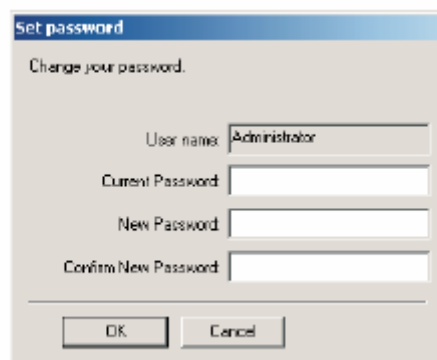 Set password
Change your password.
User name: Administrator
Current Password:
New Password:
Confirm New Password:
OK Cancel